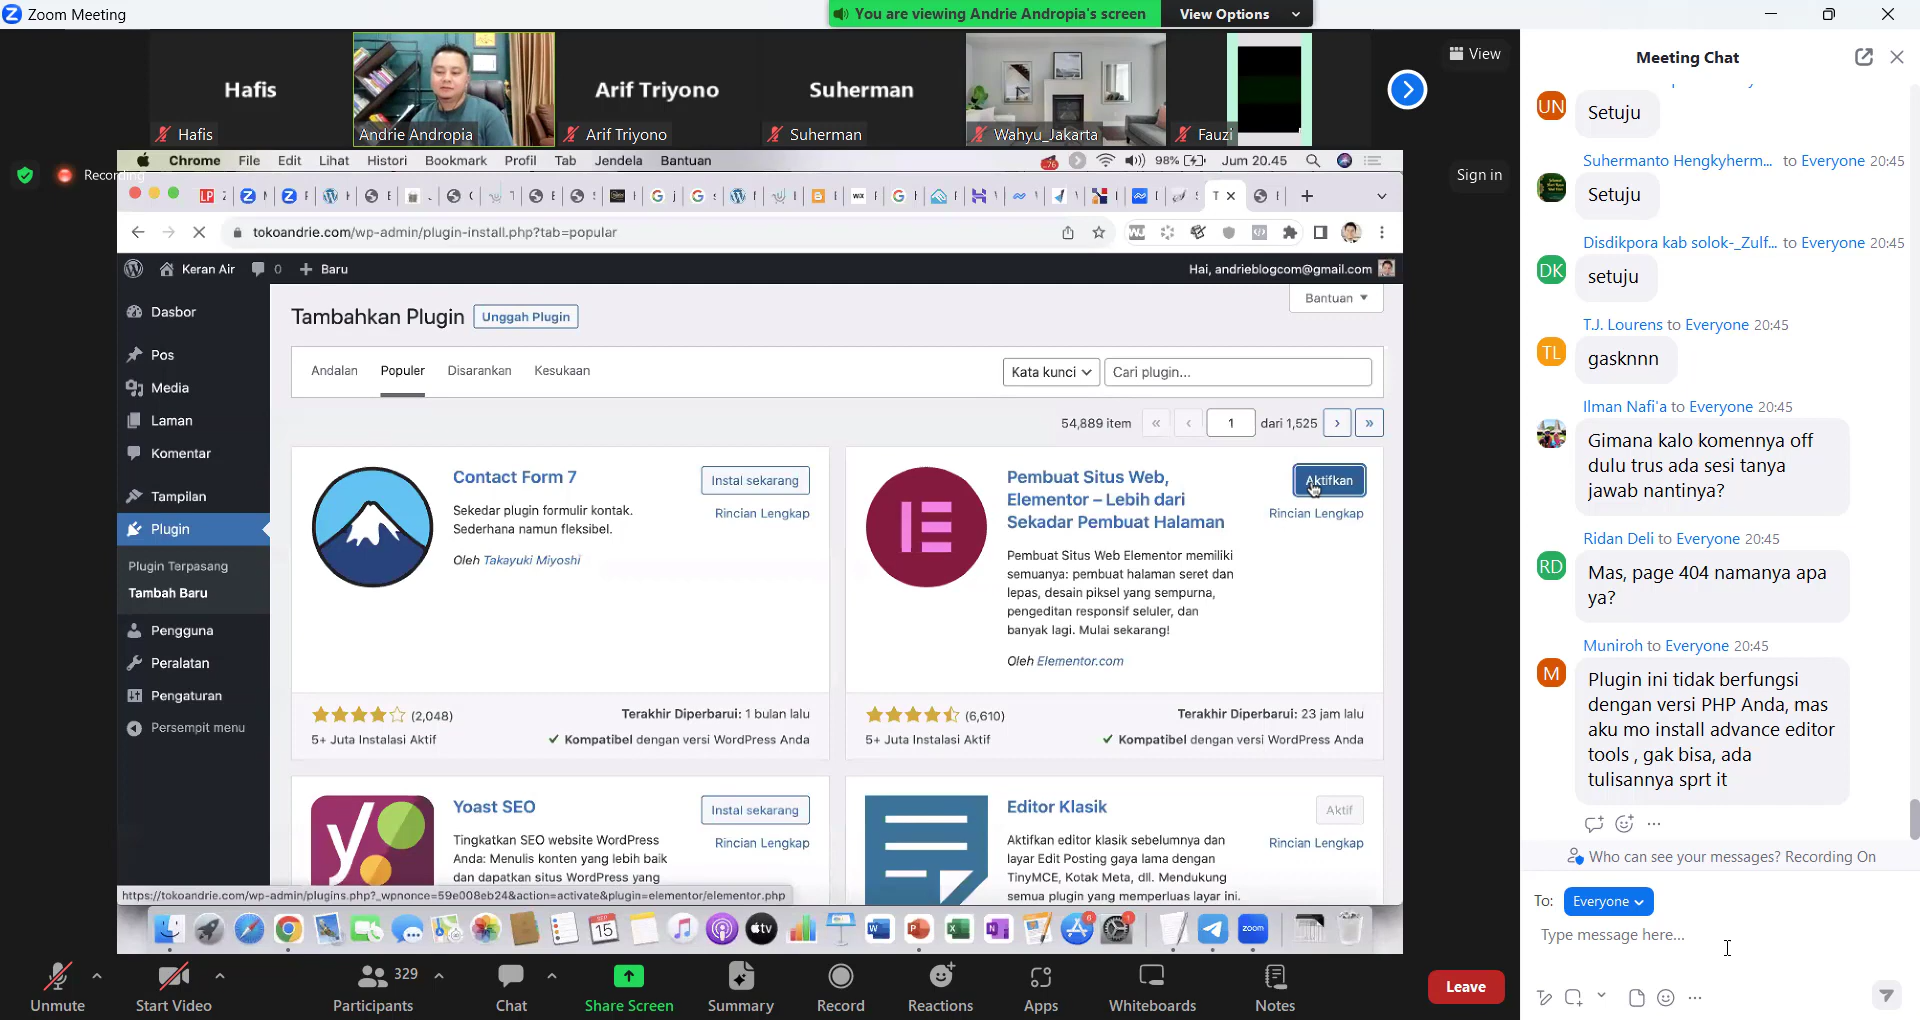 Zoom Meeting
You are viewing Andrie Andropia's screen
View Options
Hafis
Hafis
Andrie Andropia
Arif Triyono
Arif Triyono
Suherman
Suherman
Wahyu_Jakarta
Fauzi
View
Sign in
Recording
Chrome File Edit Lihat Histori Bookmark Profil Tab Jendela Bantuan
98% Jum 20.45
tokoandrie.com/wp-admin/plugin-install.php?tab=popular
Keran Air 0 + Baru
Hai, andrieblogcom@gmail.com
Dasbor
Pos
Media
Laman
Komentar
Tampilan
Plugin
Plugin Terpasang
Tambah Baru
Pengguna
Peralatan
Pengaturan
Persempit menu
Bantuan
Tambahkan Plugin
Unggah Plugin
Andalan Populer Disarankan Kesukaan
Kata kunci
Cari plugin...
54,889 item « ‹ 1 dari 1,525 › »
Contact Form 7
Instal sekarang
Rincian Lengkap
Sekedar plugin formulir kontak.
Sederhana namun fleksibel.
Oleh Takayuki Miyoshi
(2,048)
Terakhir Diperbarui: 1 bulan lalu
5+ Juta Instalasi Aktif
✓ Kompatibel dengan versi WordPress Anda
Pembuat Situs Web,
Elementor – Lebih dari
Sekadar Pembuat Halaman
Aktifkan
Rincian Lengkap
Pembuat Situs Web Elementor memiliki
semuanya: pembuat halaman seret dan
lepas, desain piksel yang sempurna,
pengeditan responsif seluler, dan
banyak lagi. Mulai sekarang!
Oleh Elementor.com
(6,610)
Terakhir Diperbarui: 23 jam lalu
5+ Juta Instalasi Aktif
✓ Kompatibel dengan versi WordPress Anda
Yoast SEO
Instal sekarang
Rincian Lengkap
Tingkatkan SEO website WordPress
Anda: Menulis konten yang lebih baik
dan dapatkan situs WordPress yang
Editor Klasik
Aktif
Rincian Lengkap
Aktifkan editor klasik sebelumnya dan
layar Edit Posting gaya lama dengan
TinyMCE, Kotak Meta, dll. Mendukung
semua plugin yang memperluas layar ini.
https://tokoandrie.com/wp-admin/plugins.php?_wpnonce=59e008eb24&action=activate&plugin=elementor/elementor.php
Unmute
Start Video
329
Participants
Chat
Share Screen
Summary
Record
Reactions
Apps
Whiteboards
Notes
Leave
Meeting Chat
UN
Setuju
Suhermanto Hengkyherm... to Everyone 20:45
Setuju
Disdikpora kab solok-_Zulf... to Everyone 20:45
DK
setuju
T.J. Lourens to Everyone 20:45
TL
gasknnn
Ilman Nafi'a to Everyone 20:45
Gimana kalo komennya off
dulu trus ada sesi tanya
jawab nantinya?
Ridan Deli to Everyone 20:45
RD
Mas, page 404 namanya apa
ya?
Muniroh to Everyone 20:45
M
Plugin ini tidak berfungsi
dengan versi PHP Anda, mas
aku mo install advance editor
tools , gak bisa, ada
tulisannya sprt it
Who can see your messages? Recording On
To: Everyone
Type message here...